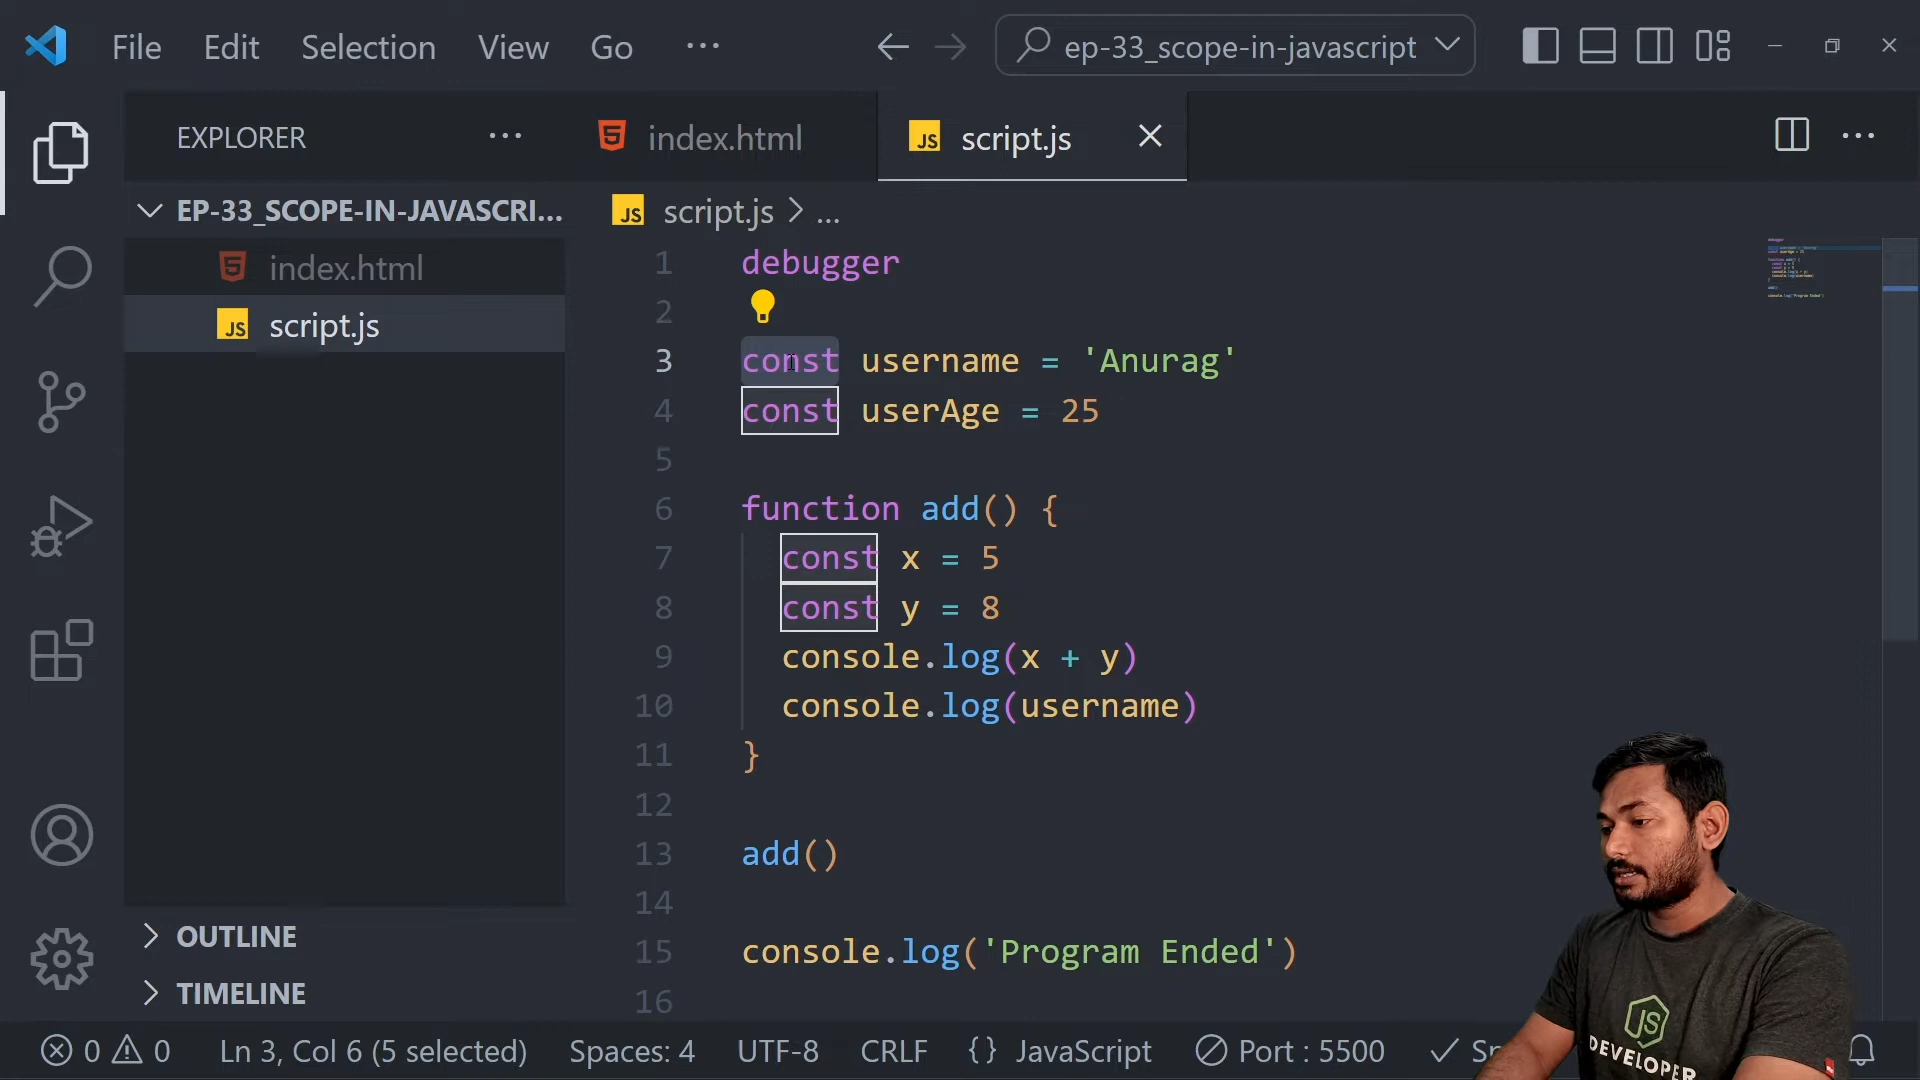 File Edit Selection View Go ...
ep-33_scope-in-javascript
EXPLORER ...
index.html
JS script.js
EP-33_SCOPE-IN-JAVASCRI...
index.html
JS script.js
JS script.js > ...
1 debugger
2
3 const username = 'Anurag'
4 const userAge = 25
5
6 function add() {
7 const x = 5
8 const y = 8
9 console.log(x + y)
10 console.log(username)
11 }
12
13 add()
14
15 console.log('Program Ended')
16
OUTLINE
TIMELINE
0 0 Ln 3, Col 6 (5 selected) Spaces: 4 UTF-8 CRLF {} JavaScript Port : 5500
JS
DEVELOPER